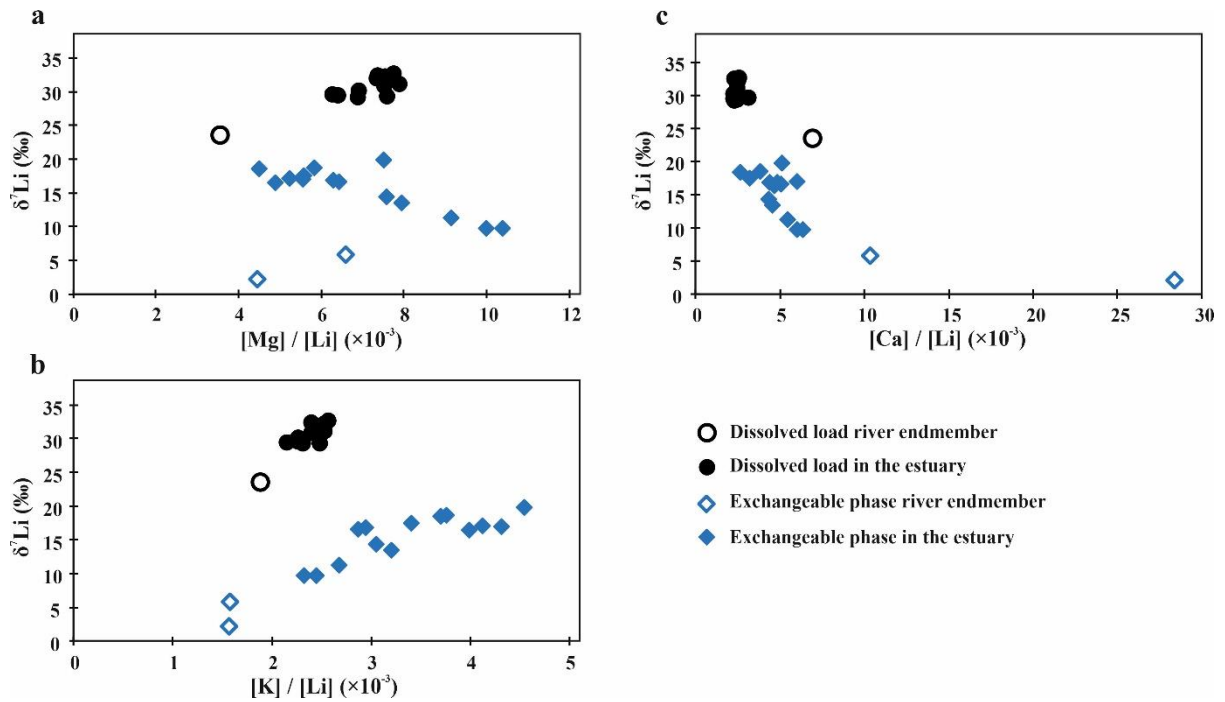 a
35
30
25
20
15
10
5
0
δ⁷Li (‰)
0 2 4 6 8 10 12
[Mg] / [Li] (×10⁻³)
b
35
30
25
20
15
10
5
0
δ⁷Li (‰)
0 1 2 3 4 5
[K] / [Li] (×10⁻³)
c
35
30
25
20
15
10
5
0
δ⁷Li (‰)
0 5 10 15 20 25 30
[Ca] / [Li] (×10⁻³)
Dissolved load river endmember
Dissolved load in the estuary
Exchangeable phase river endmember
Exchangeable phase in the estuary